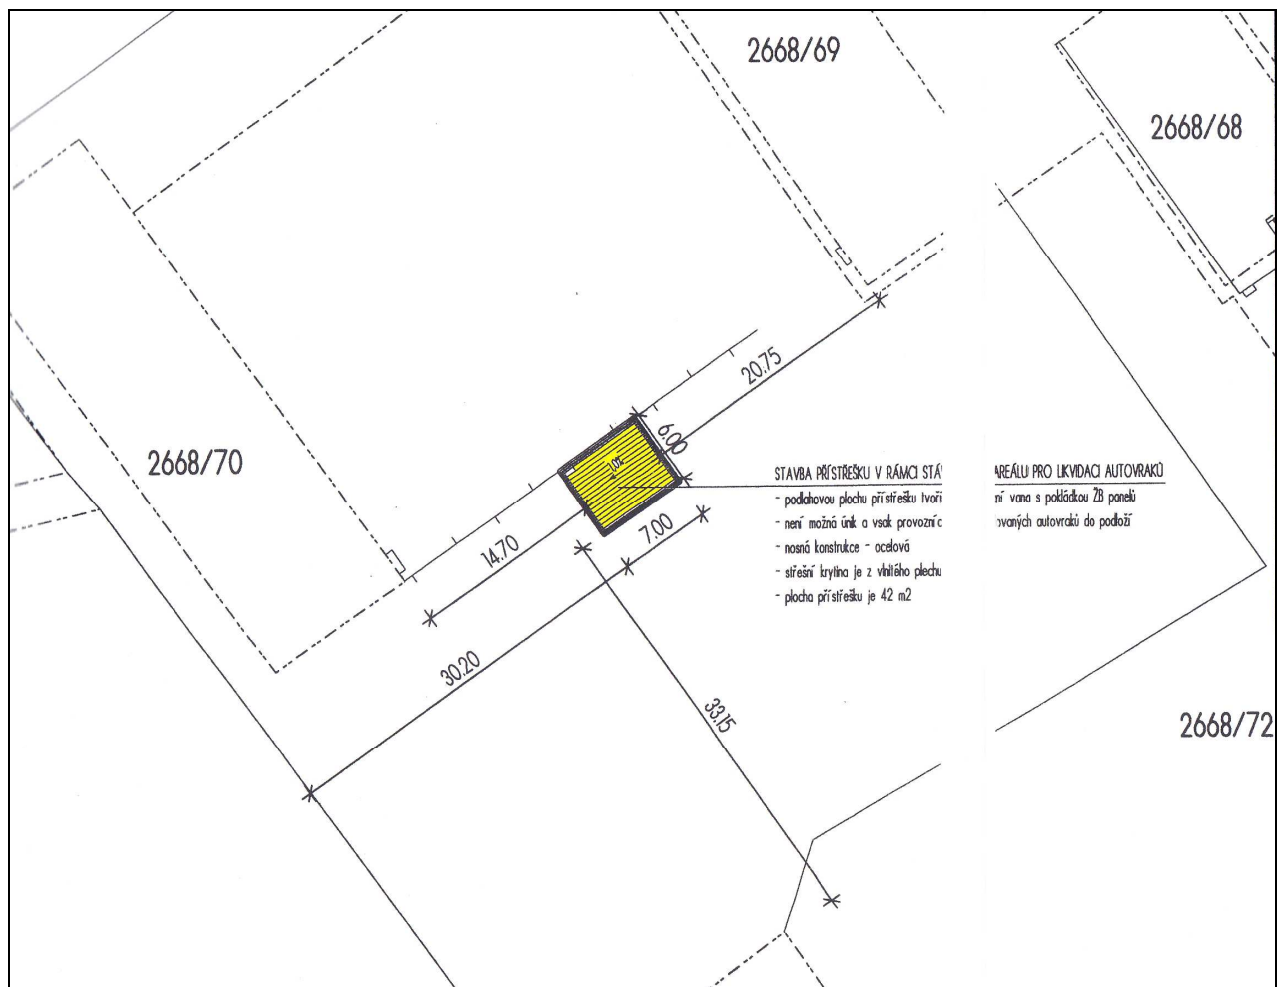 2668/69
2668/68
2668/70
20.75
6.00
14.70
7.00
30.20
33.15
STAVBA PŘÍSTŘEŠKU V RÁMCI STÁ AREÁLU PRO LIKVIDACI AUTOVRAKŮ
- podlahovou plochu přístřešku tvoří ní vana s pokládkou ŽB panelů
- není možná únik a vsak provozníc ovaných autovraků do podloží
- nosná konstrukce - ocelová
- střešní krytina je z vlnitého plechu
- plocha přístřešku je 42 m2
2668/72